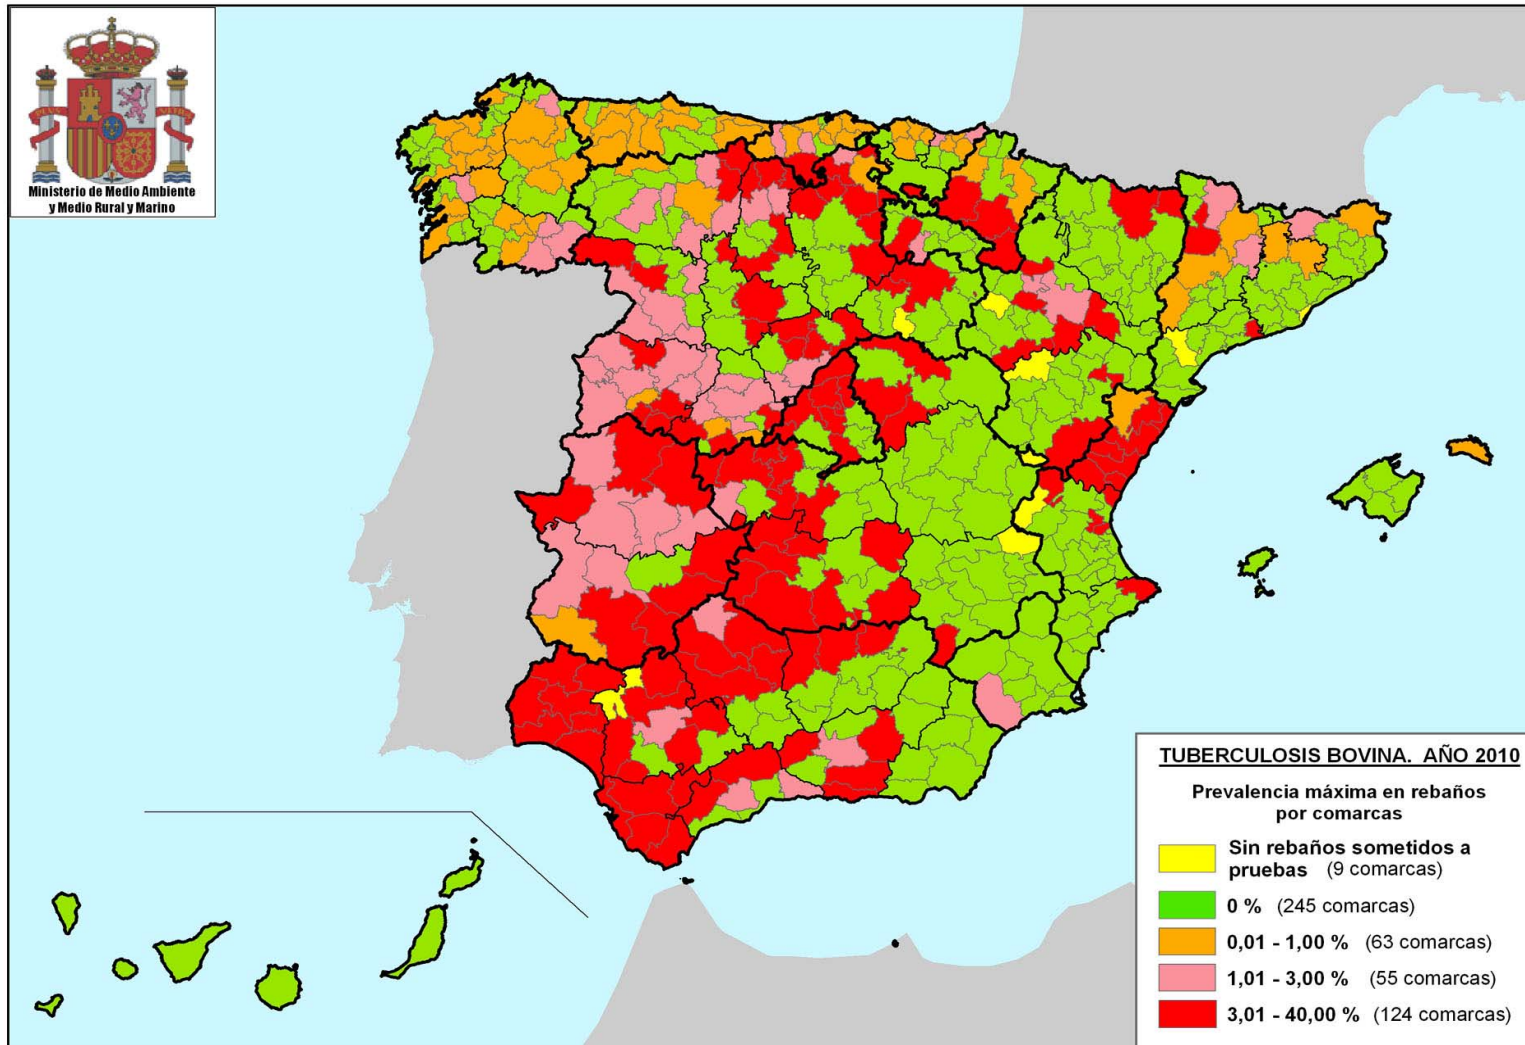 Ministerio de Medio Ambiente
y Medio Rural y Marino
TUBERCULOSIS BOVINA. AÑO 2010
Prevalencia máxima en rebaños
por comarcas
Sin rebaños sometidos a
pruebas (9 comarcas)
0 % (245 comarcas)
0,01 - 1,00 % (63 comarcas)
1,01 - 3,00 % (55 comarcas)
3,01 - 40,00 % (124 comarcas)